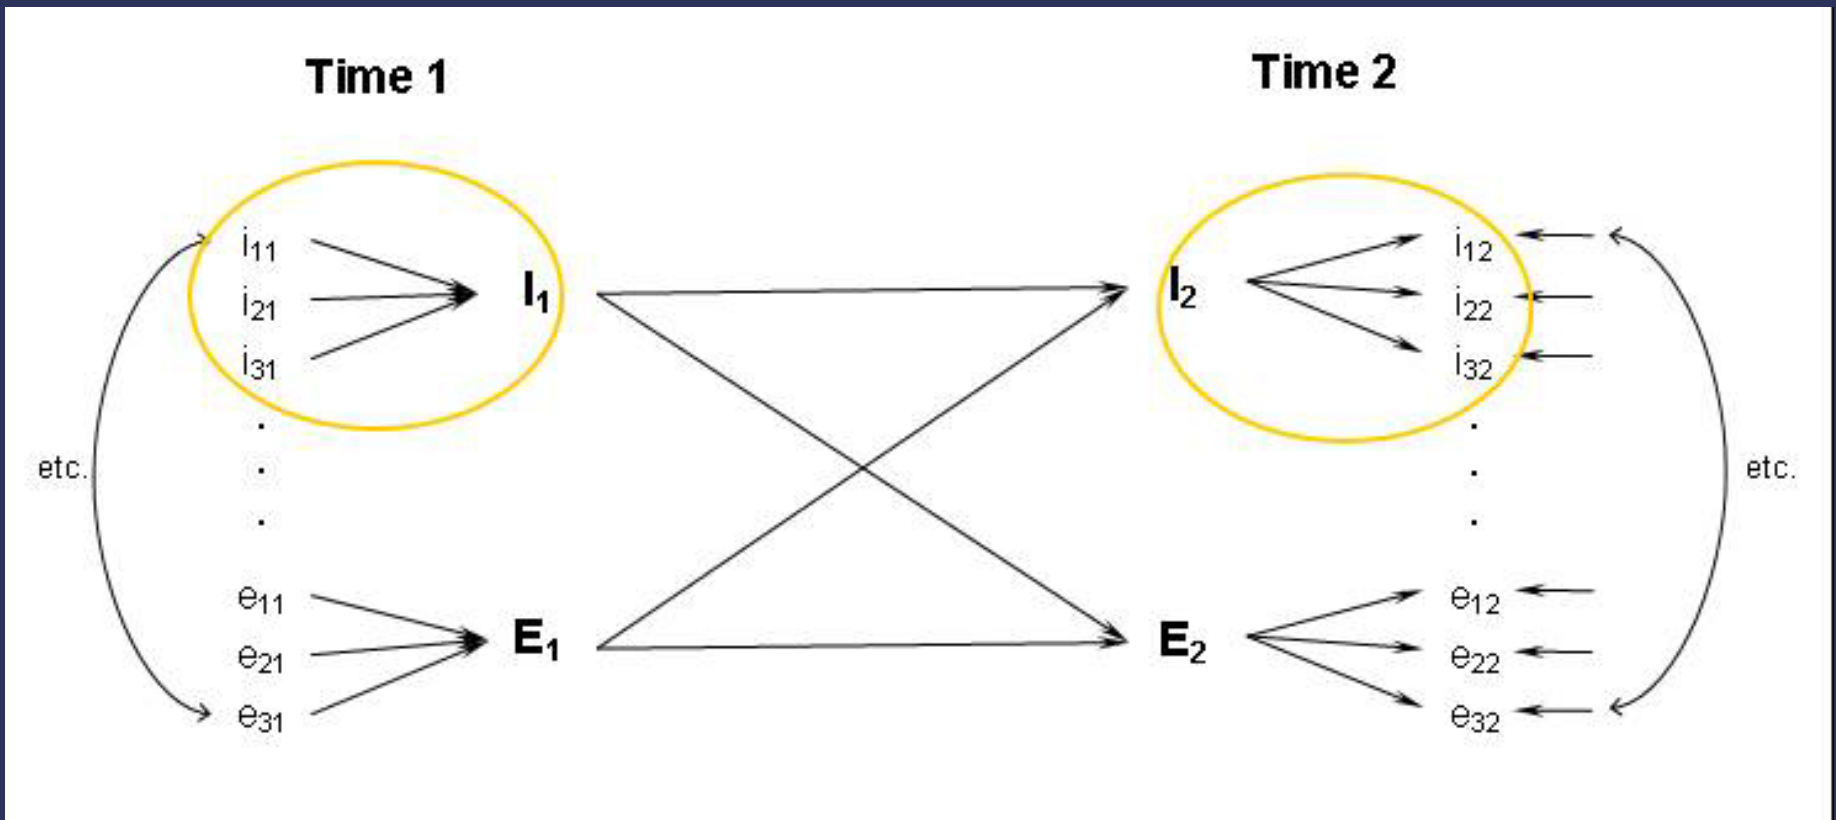 Time 1 Time 2
i₁₁ i₁₂
I₁ I₂
i₂₁ i₂₂
i₃₁ i₃₂
etc. etc.
e₁₁ e₁₂
E₁ E₂
e₂₁ e₂₂
e₃₁ e₃₂